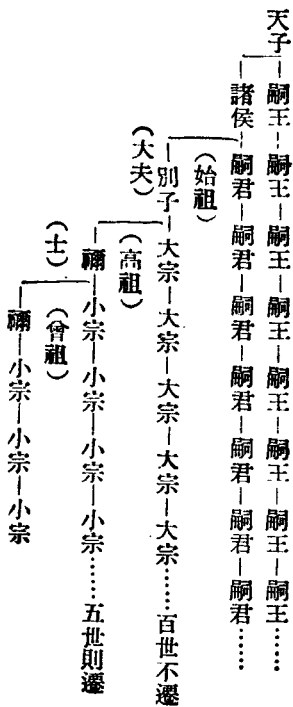 天子
嗣王—嗣王—嗣王—嗣王—嗣王—嗣王—嗣王—嗣王……
諸侯—嗣君—嗣君—嗣君—嗣君—嗣君—嗣君—嗣君……
(始祖)
別子—大宗—大宗—大宗—大宗—大宗……百世不遷
(大夫)
(高祖)
禰—小宗—小宗—小宗—小宗……五世則遷
(士)
(曾祖)
禰—小宗—小宗—小宗